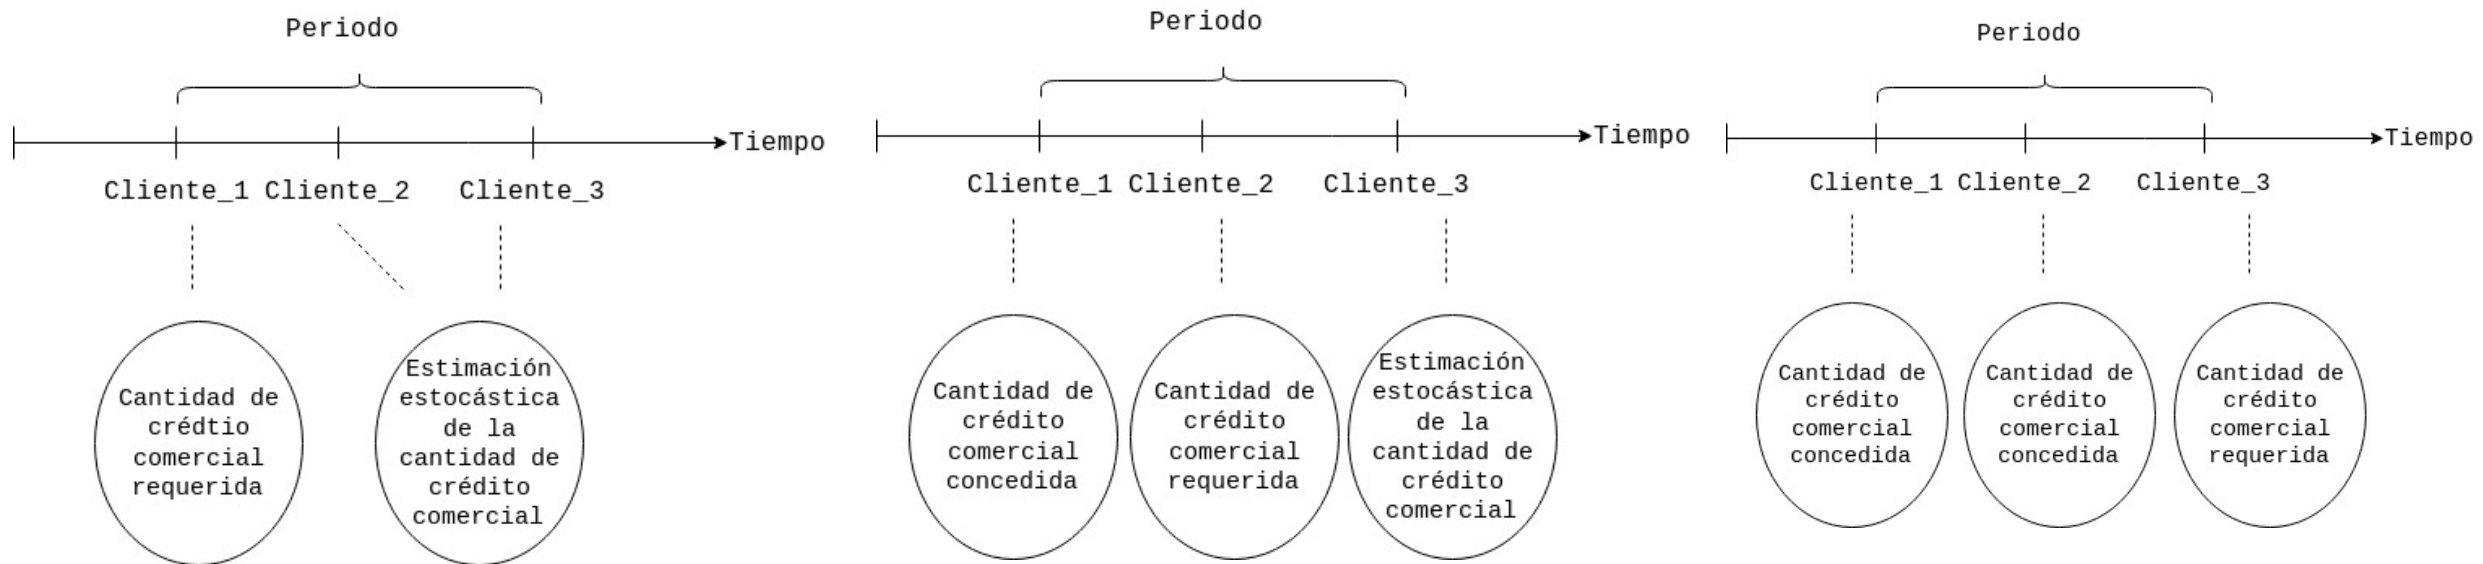 Periodo
Tiempo
Cliente_1 Cliente_2 Cliente_3
Cantidad de
crédtio
comercial
requerida
Estimación
estocástica
de la
cantidad de
crédito
comercial
Periodo
Tiempo
Cliente_1 Cliente_2 Cliente_3
Cantidad de
crédito
comercial
concedida
Cantidad de
crédito
comercial
requerida
Estimación
estocástica
de la
cantidad de
crédito
comercial
Periodo
Tiempo
Cliente_1 Cliente_2 Cliente_3
Cantidad de
crédito
comercial
concedida
Cantidad de
crédito
comercial
concedida
Cantidad de
crédito
comercial
requerida